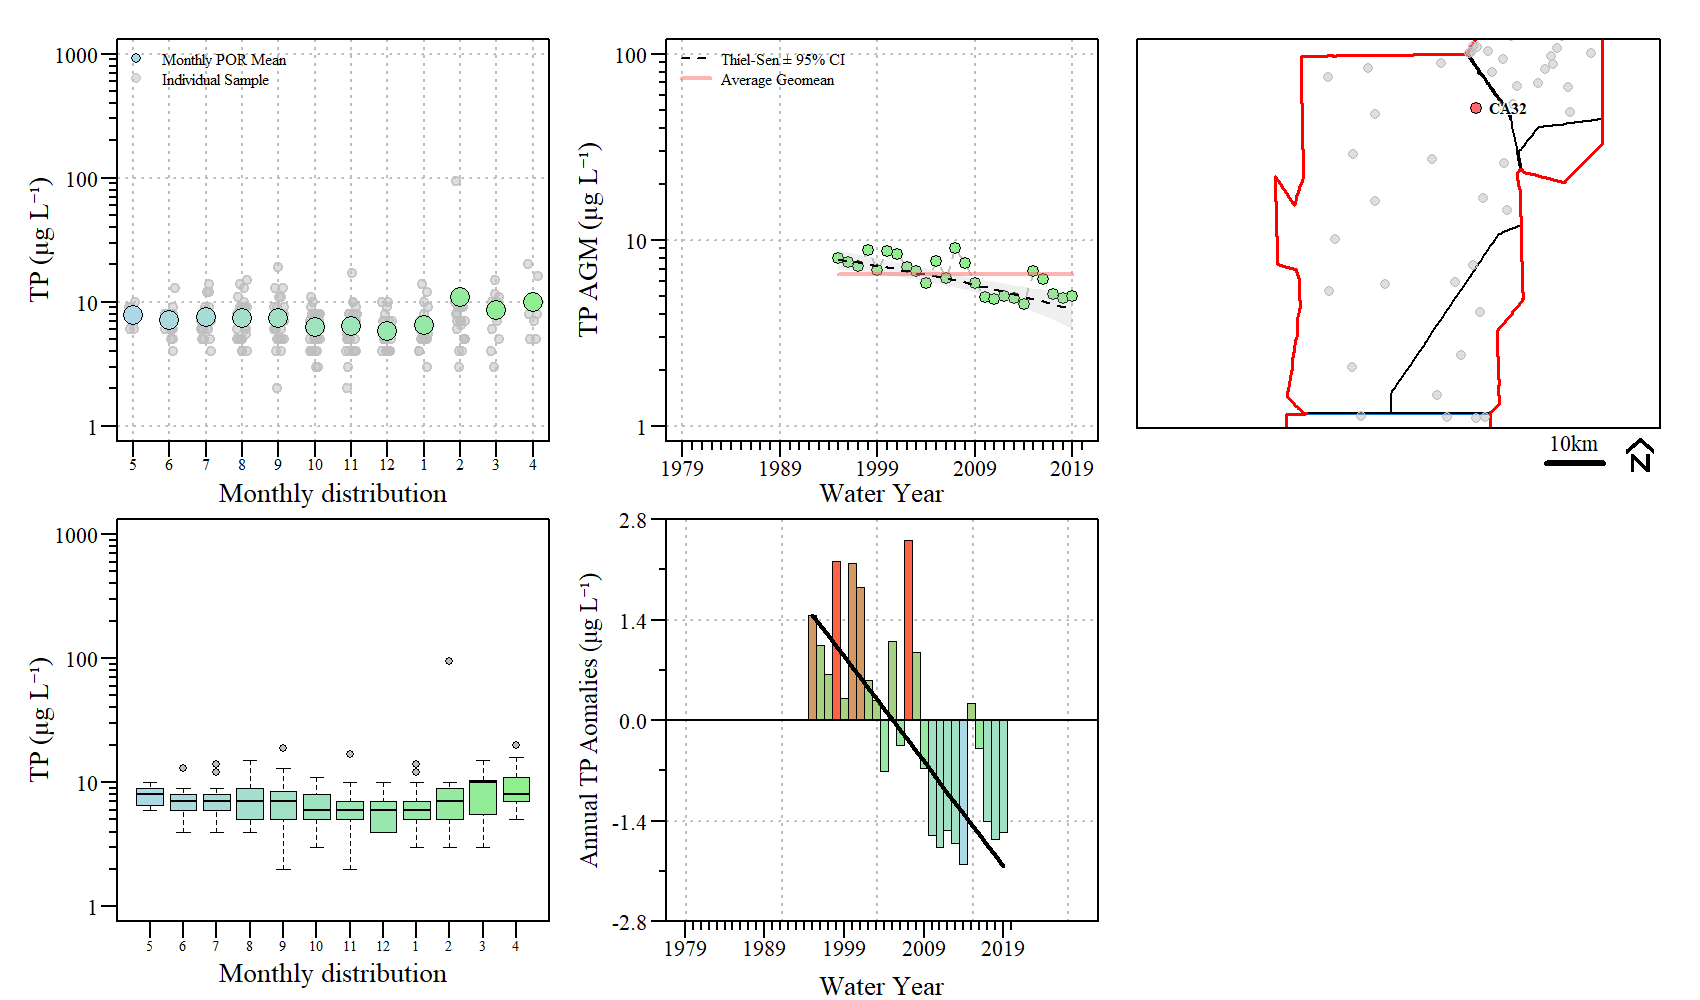 1000
100
10
1
TP (µg L⁻¹)
Monthly POR Mean
Individual Sample
5 6 7 8 9 10 11 12 1 2 3 4
Monthly distribution
100
10
1
TP AGM (µg L⁻¹)
Thiel-Sen ± 95% CI
Average Geomean
1979 1989 1999 2009 2019
Water Year
CA32
10km
N
1000
100
10
1
TP (µg L⁻¹)
5 6 7 8 9 10 11 12 1 2 3 4
Monthly distribution
2.8
1.4
0.0
-1.4
-2.8
Annual TP Aomalies (µg L⁻¹)
1979 1989 1999 2009 2019
Water Year